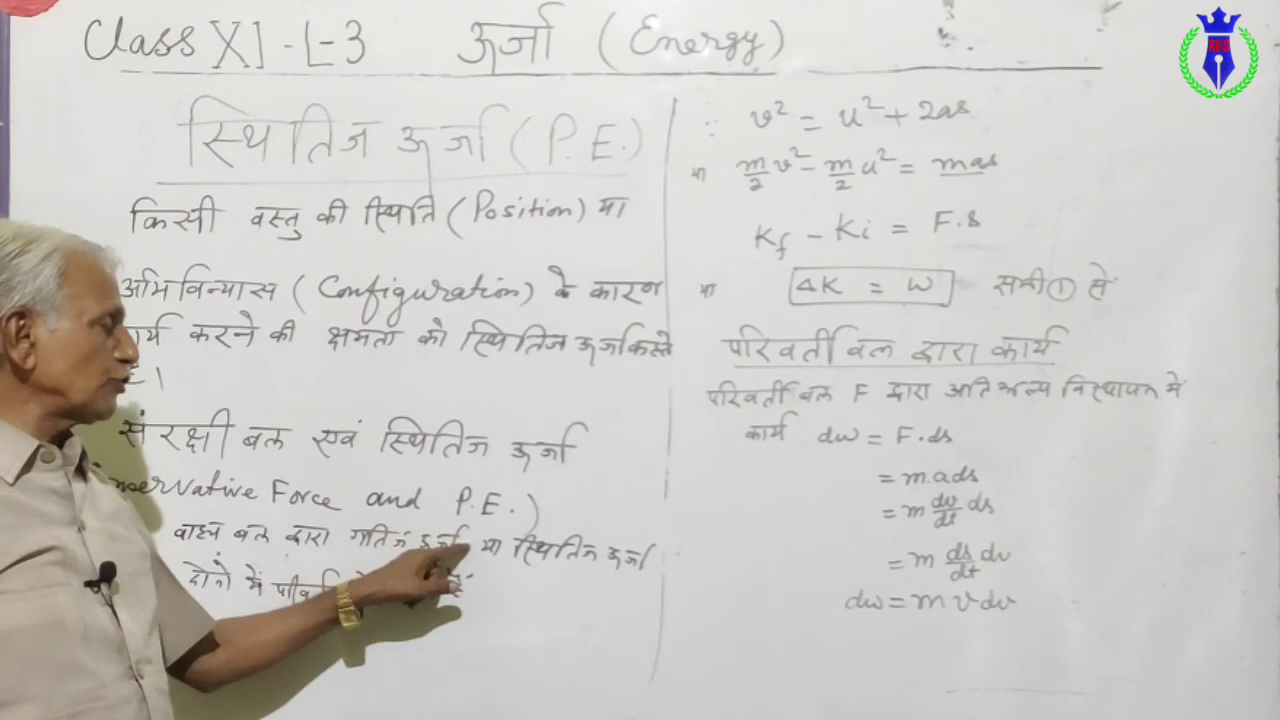 Class XI - L-3 ऊर्जा (Energy)
RGS
स्थितिज ऊर्जा (P.E.)
किसी वस्तु की स्थिति (Position) या
अभिविन्यास (Configuration) के कारण
र्य करने की क्षमता को स्थितिज ऊर्जा कहते
संरक्षी बल एवं स्थितिज ऊर्जा
nservative Force and P.E.)
वाह्य बल द्वारा गतिज ऊर्जा या स्थितिज ऊर्जा
दोनों में
∵ v² = u² + 2as
या m/2 v² - m/2 u² = mas
K_f - Ki = F.s
या ΔK = W समी① से
परिवर्ती बल द्वारा कार्य
परिवर्ती बल F द्वारा अतिअल्प विस्थापन में
कार्य dw = F.ds
= m.ads
= m dv/dt ds
= m ds/dt dv
dw = m v dv